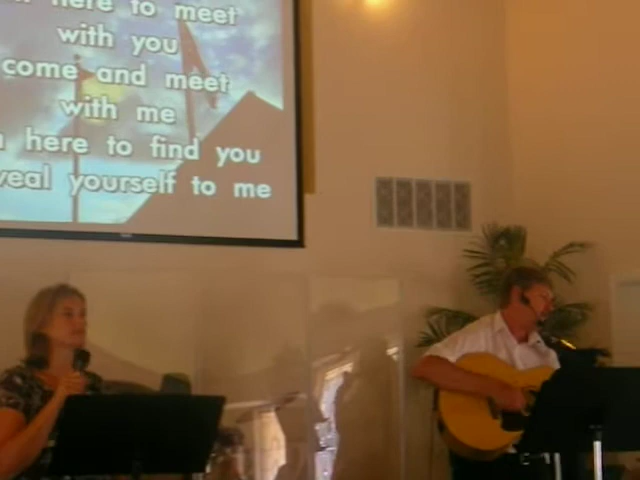 here to meet
with you
come and meet
with me
here to find you
yourself to me